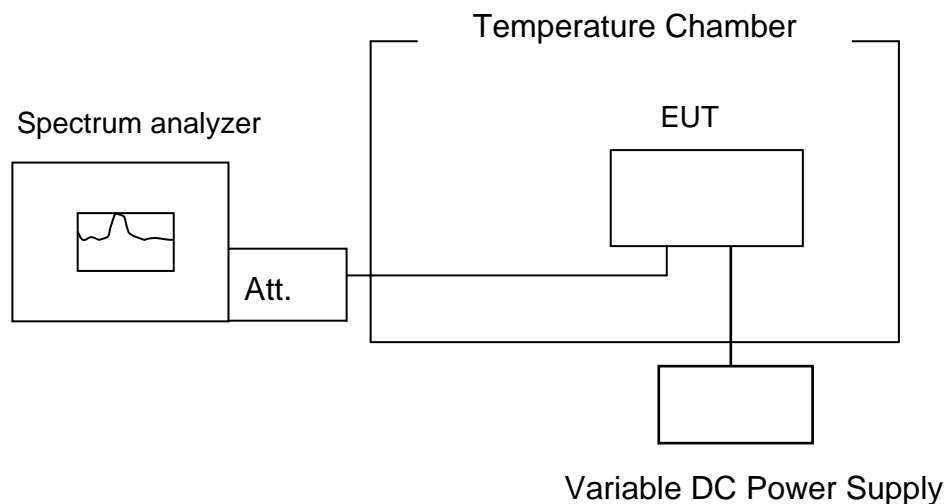 Temperature Chamber
Spectrum analyzer
EUT
Att.
Variable DC Power Supply